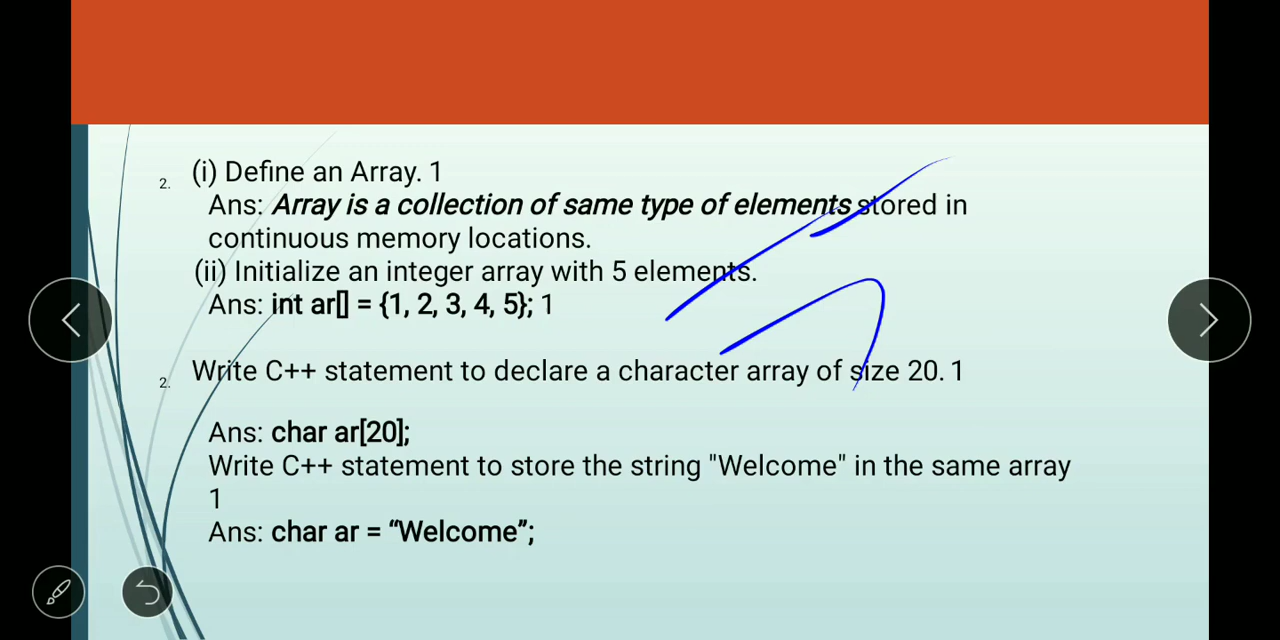 2. (i) Define an Array. 1
Ans: Array is a collection of same type of elements stored in
continuous memory locations.
(ii) Initialize an integer array with 5 elements.
Ans: int ar[] = {1, 2, 3, 4, 5}; 1
2. Write C++ statement to declare a character array of size 20. 1
Ans: char ar[20];
Write C++ statement to store the string "Welcome" in the same array
1
Ans: char ar = “Welcome”;